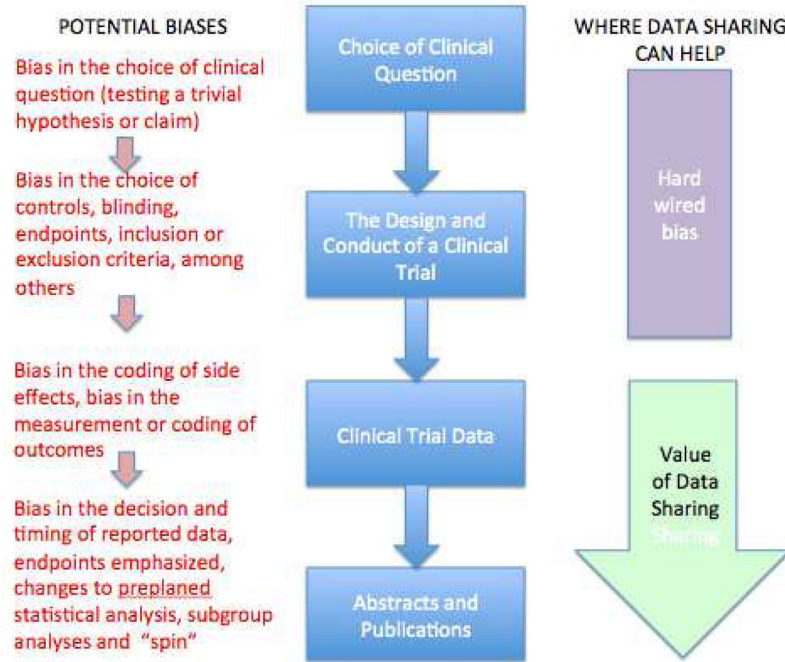 POTENTIAL BIASES
Bias in the choice of clinical
question (testing a trivial
hypothesis or claim)
Bias in the choice of
controls, blinding,
endpoints, inclusion or
exclusion criteria, among
others
Bias in the coding of side
effects, bias in the
measurement or coding of
outcomes
Bias in the decision and
timing of reported data,
endpoints emphasized,
changes to preplaned
statistical analysis, subgroup
analyses and “spin”
Choice of Clinical
Question
The Design and
Conduct of a Clinical
Trial
Clinical Trial Data
Abstracts and
Publications
WHERE DATA SHARING
CAN HELP
Hard
wired
bias
Value
of Data
Sharing
Sharing